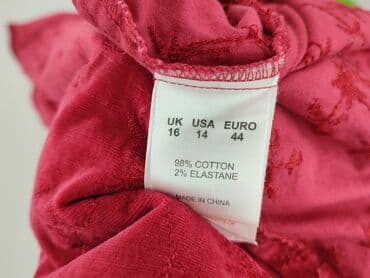 UK USA EURO
16 14 44
98% COTTON
2% ELASTANE
MADE IN CHINA